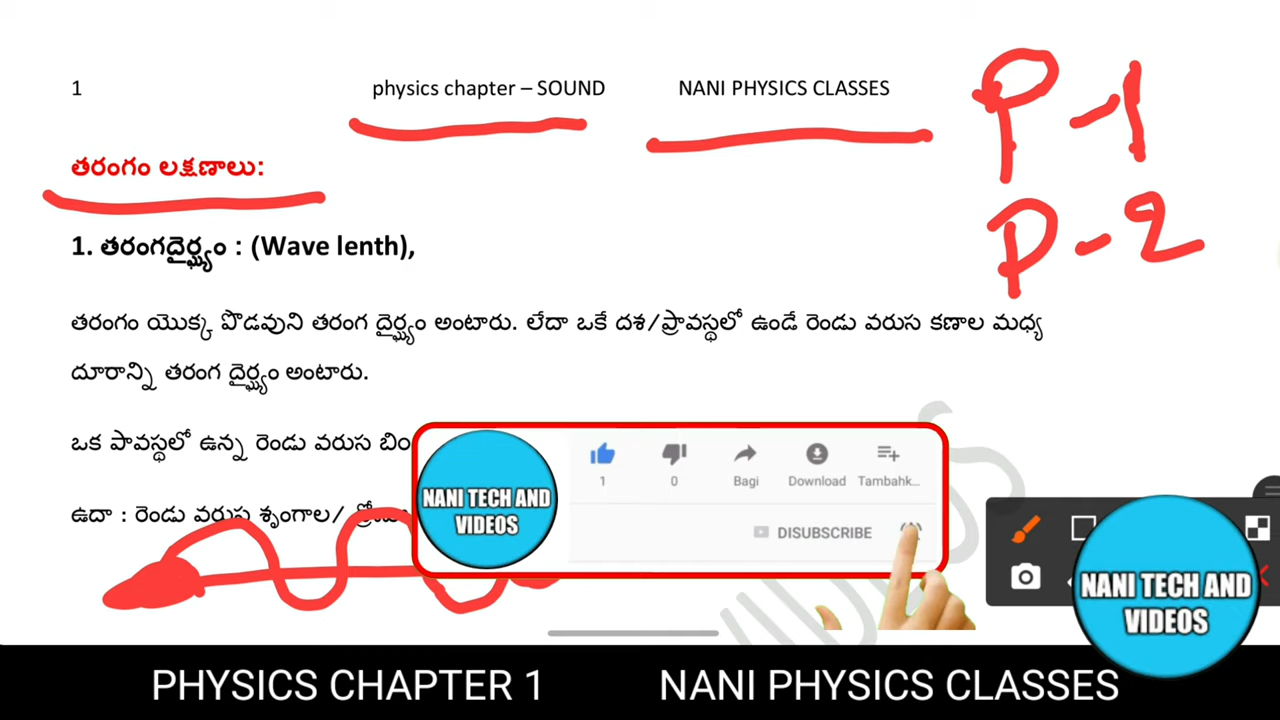 1 physics chapter – SOUND NANI PHYSICS CLASSES
P-1
తరంగం లక్షణాలు:
P-2
1. తరంగదైర్ఘ్యం : (Wave lenth),
తరంగం యొక్క పొడవుని తరంగ దైర్ఘ్యం అంటారు. లేదా ఒకే దశ/ప్రావస్థలో ఉండే రెండు వరుస కణాల మధ్య
దూరాన్ని తరంగ దైర్ఘ్యం అంటారు.
ఒక పావస్థలో ఉన్న రెండు వరుస
ఉదా : రెండు వరుస శృంగాల/
NANI TECH AND
VIDEOS
1 0 Bagi Download Tambahk...
DISUBSCRIBE
NANI TECH AND
VIDEOS
PHYSICS CHAPTER 1 NANI PHYSICS CLASSES